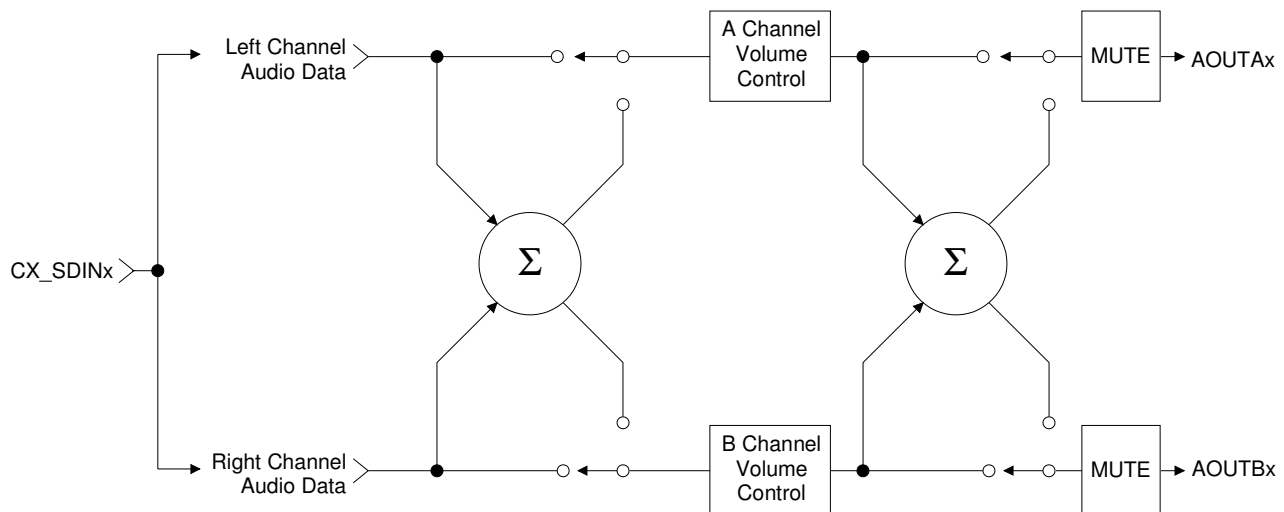 Left Channel
Audio Data
A Channel
Volume
Control
MUTE
AOUTAx
Σ
Σ
CX_SDINx
Right Channel
Audio Data
B Channel
Volume
Control
MUTE
AOUTBx